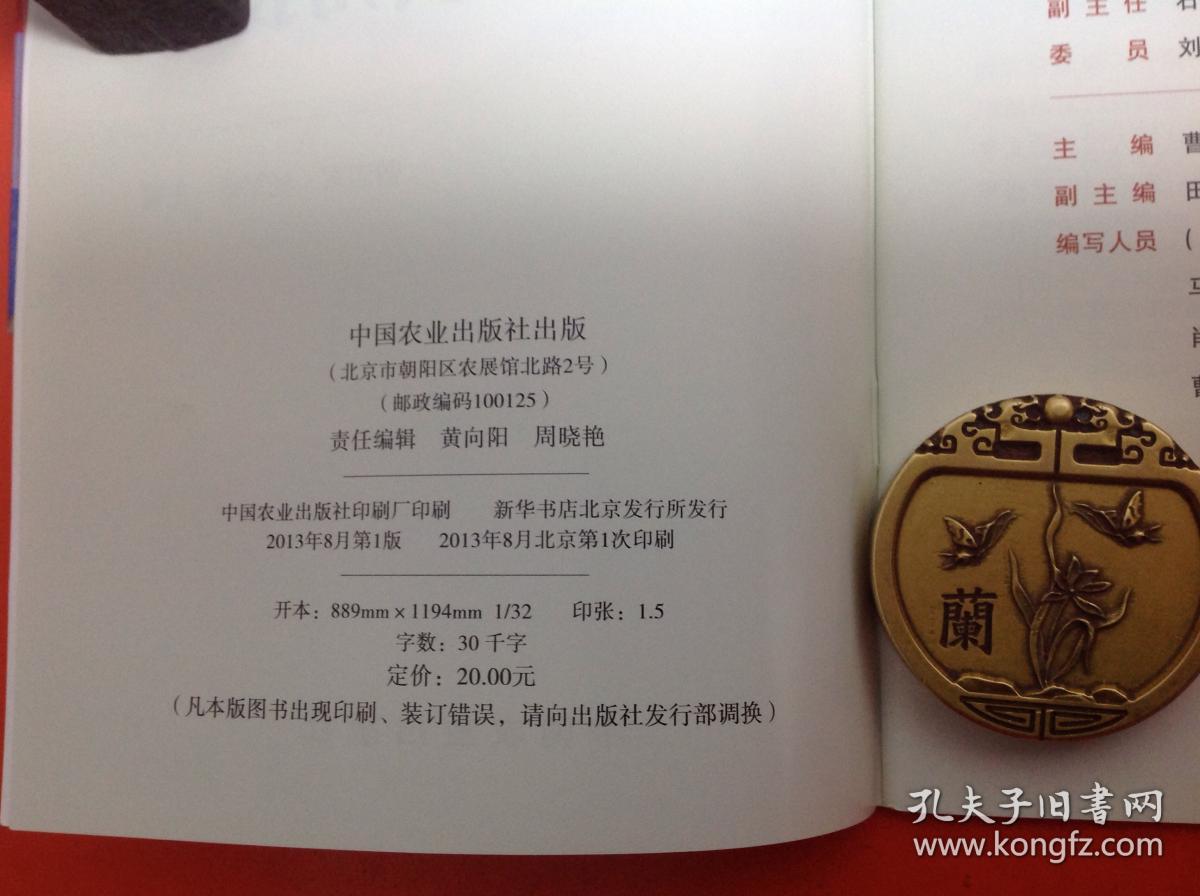 中国农业出版社出版
（北京市朝阳区农展馆北路2号）
（邮政编码100125）
责任编辑 黄向阳 周晓艳
中国农业出版社印刷厂印刷 新华书店北京发行所发行
2013年8月第1版 2013年8月北京第1次印刷
开本：889mm×1194mm 1/32 印张：1.5
字数：30 千字
定价：20.00元
（凡本版图书出现印刷、装订错误，请向出版社发行部调换）
副主任
委 员 刘
主 编 曹
副主编 田
编写人员 （
马
肖
曹
蘭
孔夫子旧书网
www.kongfz.com